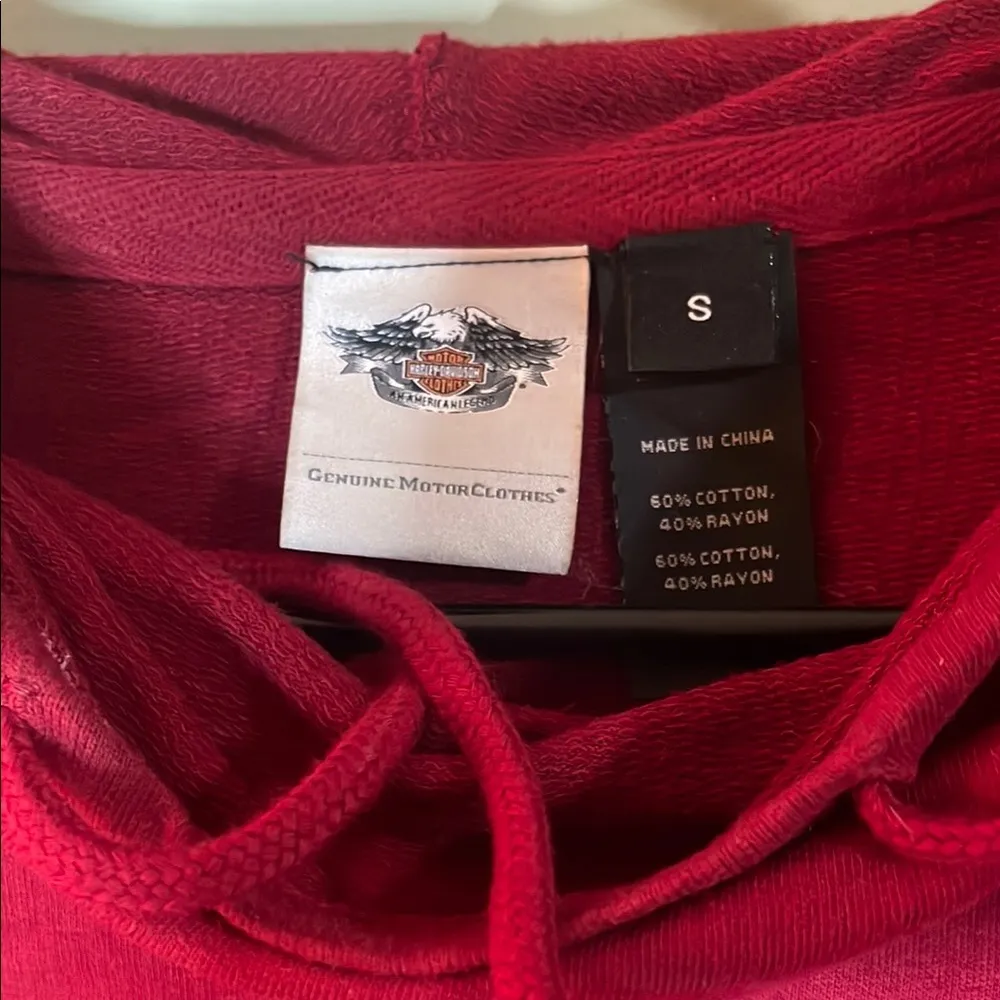 MOTOR
HARLEY-DAVIDSON
CLOTHES
AN AMERICAN LEGEND
GENUINE MOTORCLOTHES®
S
MADE IN CHINA
60% COTTON,
40% RAYON
60% COTTON,
40% RAYON